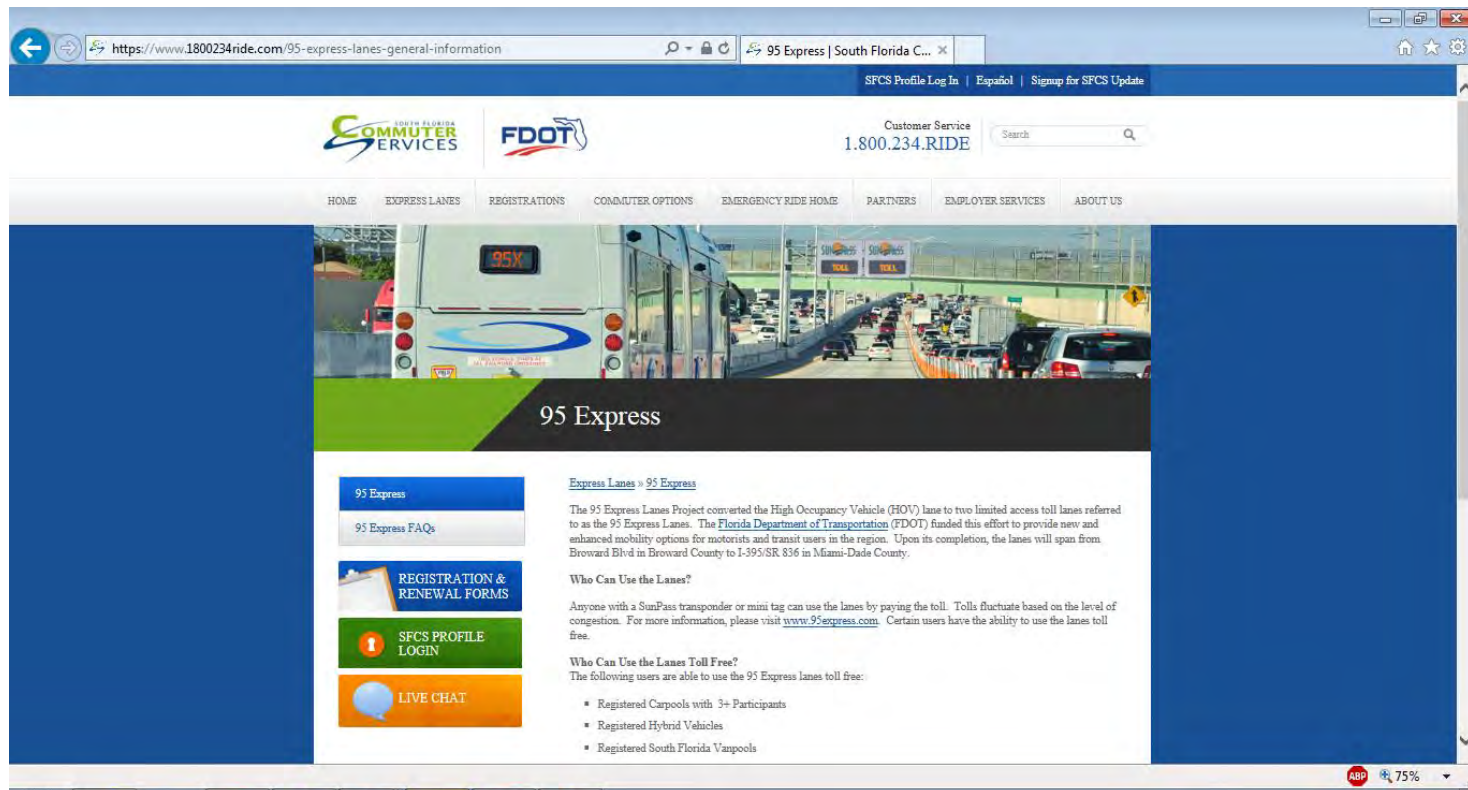 https://www.1800234ride.com/95-express-lanes-general-information
95 Express | South Florida C...
SFCS Profile Log In | Español | Signup for SFCS Update
SOUTH FLORIDA
COMMUTER
SERVICES
FDOT
Customer Service
1.800.234.RIDE
Search
HOME EXPRESS LANES REGISTRATIONS COMMUTER OPTIONS EMERGENCY RIDE HOME PARTNERS EMPLOYER SERVICES ABOUT US
95X
SUNPASS SUNPASS
TOLL TOLL
95 Express
95 Express
95 Express FAQs
REGISTRATION &
RENEWAL FORMS
SFCS PROFILE
LOGIN
LIVE CHAT
Express Lanes » 95 Express
The 95 Express Lanes Project converted the High Occupancy Vehicle (HOV) lane to two limited access toll lanes referred
to as the 95 Express Lanes. The Florida Department of Transportation (FDOT) funded this effort to provide new and
enhanced mobility options for motorists and transit users in the region. Upon its completion, the lanes will span from
Broward Blvd in Broward County to I-395/SR 836 in Miami-Dade County.
Who Can Use the Lanes?
Anyone with a SunPass transponder or mini tag can use the lanes by paying the toll. Tolls fluctuate based on the level of
congestion. For more information, please visit www.95express.com. Certain users have the ability to use the lanes toll
free.
Who Can Use the Lanes Toll Free?
The following users are able to use the 95 Express lanes toll free:
▪ Registered Carpools with 3+ Participants
▪ Registered Hybrid Vehicles
▪ Registered South Florida Vanpools
ABP 75%